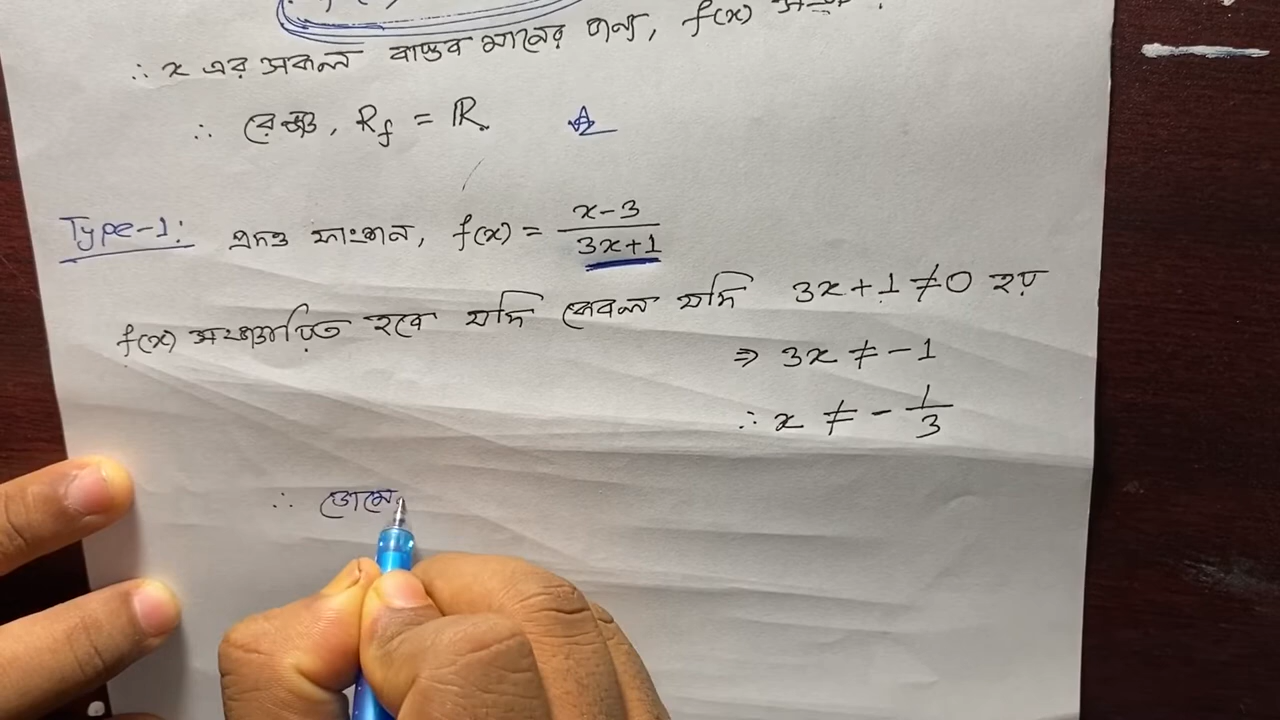 ∴ x এর সকল বাস্তব মানের জন্য, f(x)
∴ রেঞ্জ, R_f = ℝ
Type-1: প্রদত্ত ফাংশন, f(x) = (x-3)/(3x+1)
f(x) সংজ্ঞায়িত হবে যদি কেবল যদি 3x+1≠0 হয়
⇒ 3x ≠ -1
∴ x ≠ - 1/3
∴ ডোমে